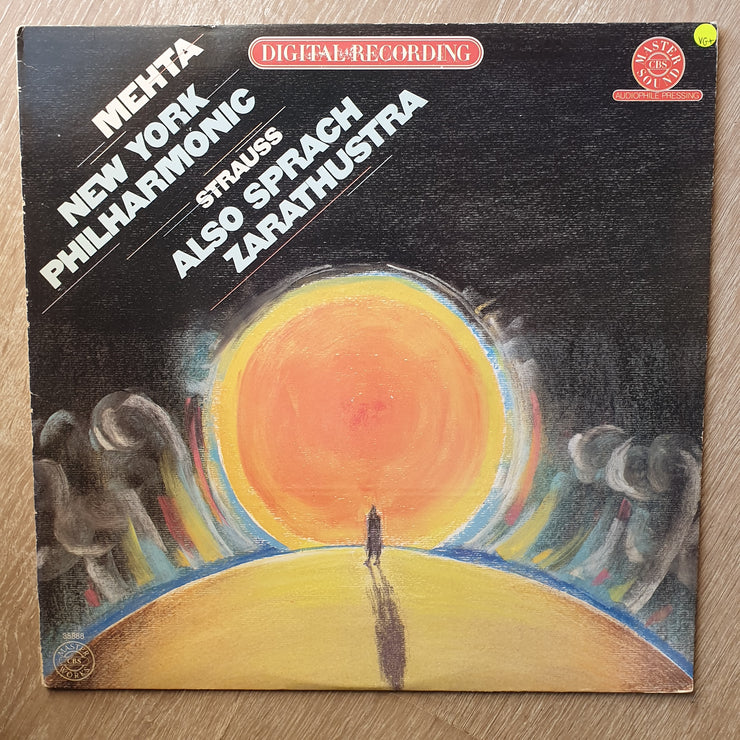 DIGITAL RECORDING
VG+
MASTER
CBS
SOUND
AUDIOPHILE PRESSING
MEHTA
NEW YORK
PHILHARMONIC
STRAUSS
ALSO SPRACH
ZARATHUSTRA
35888
MASTER
CBS
WORKS